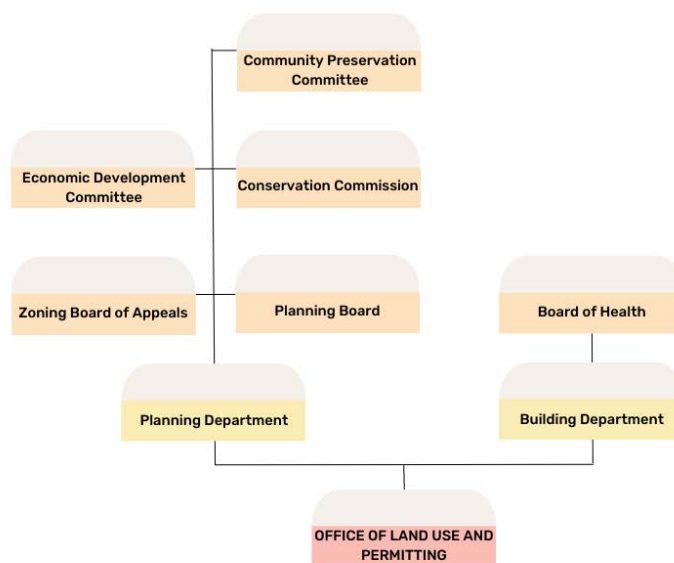 Community Preservation
Committee
Economic Development
Committee
Conservation Commission
Zoning Board of Appeals
Planning Board
Board of Health
Planning Department
Building Department
OFFICE OF LAND USE AND
PERMITTING